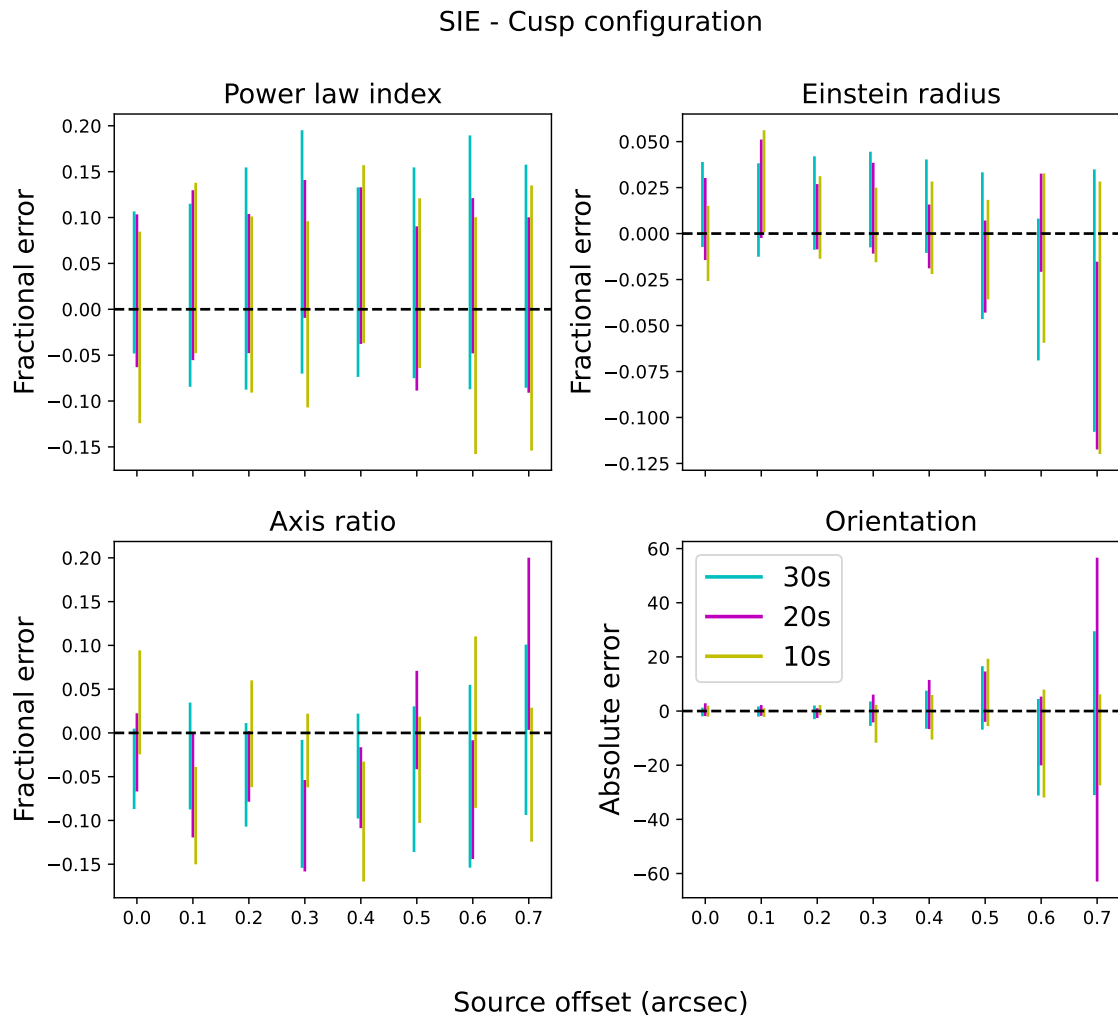 SIE - Cusp configuration
Power law index
Einstein radius
Fractional error
0.20
0.15
0.10
0.05
0.00
−0.05
−0.10
−0.15
Fractional error
0.050
0.025
0.000
−0.025
−0.050
−0.075
−0.100
−0.125
Axis ratio
Orientation
Fractional error
0.20
0.15
0.10
0.05
0.00
−0.05
−0.10
−0.15
0.0 0.1 0.2 0.3 0.4 0.5 0.6 0.7
Absolute error
60
40
20
0
−20
−40
−60
30s
20s
10s
0.0 0.1 0.2 0.3 0.4 0.5 0.6 0.7
Source offset (arcsec)